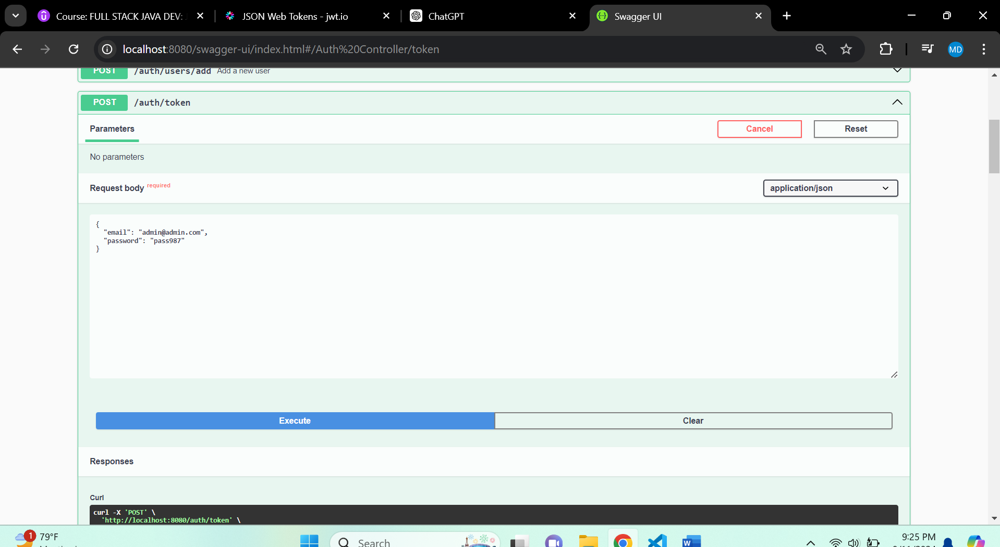 Course: FULL STACK JAVA DEV:
JSON Web Tokens - jwt.io
ChatGPT
Swagger UI
localhost:8080/swagger-ui/index.html#/Auth%20Controller/token
MD
POST /auth/users/add Add a new user
POST /auth/token
Parameters
Cancel
Reset
No parameters
Request body required
application/json
{
"email": "admin@admin.com",
"password": "pass987"
}
Execute
Clear
Responses
Curl
curl -X 'POST' \
'http://localhost:8080/auth/token' \
1
79°F
Search
W
9:25 PM